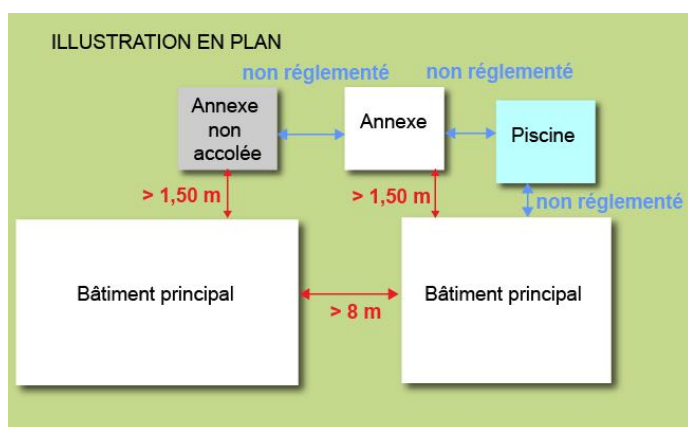 ILLUSTRATION EN PLAN
non réglementé
non réglementé
Annexe
non
accolée
Annexe
Piscine
> 1,50 m
> 1,50 m
non réglementé
Bâtiment principal
Bâtiment principal
> 8 m